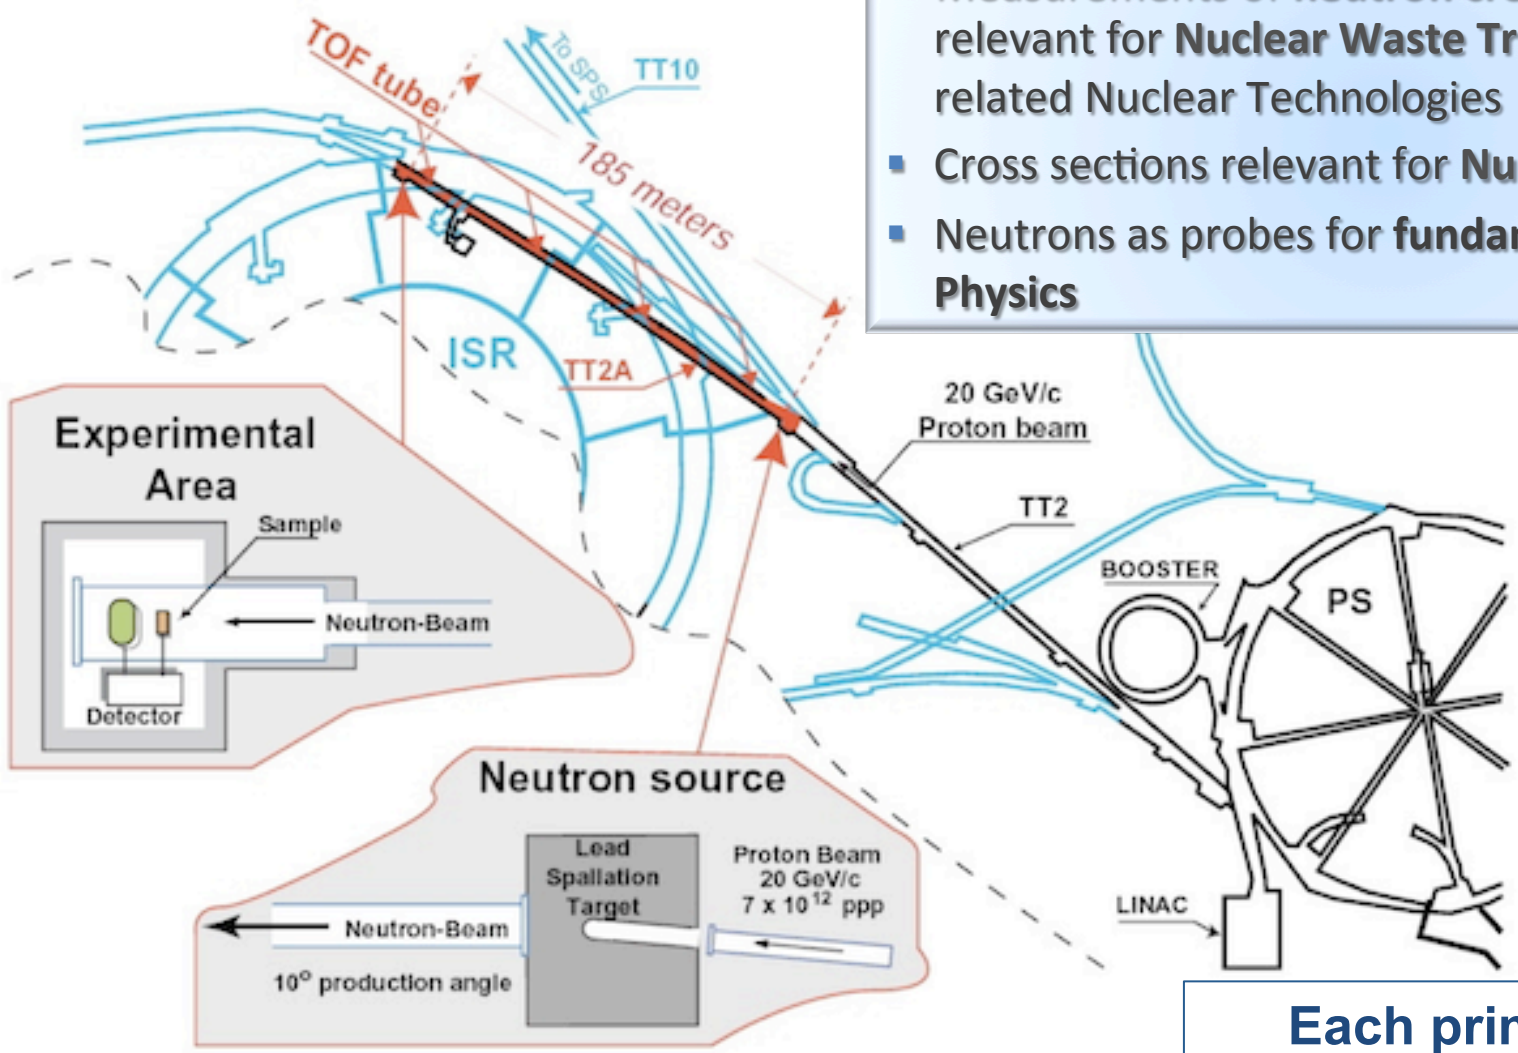 relevant for Nuclear Waste
related Nuclear Technologies
Cross sections relevant for
Neutrons as probes for
Physics
TOF tube
To SPS
TT10
185 meters
ISR
TT2A
20 GeV/c
Proton beam
TT2
BOOSTER
PS
LINAC
Experimental
Area
Sample
Neutron-Beam
Detector
Neutron source
Lead
Spallation
Target
Proton Beam
20 GeV/c
7 x 10¹² ppp
Neutron-Beam
10° production angle
Each